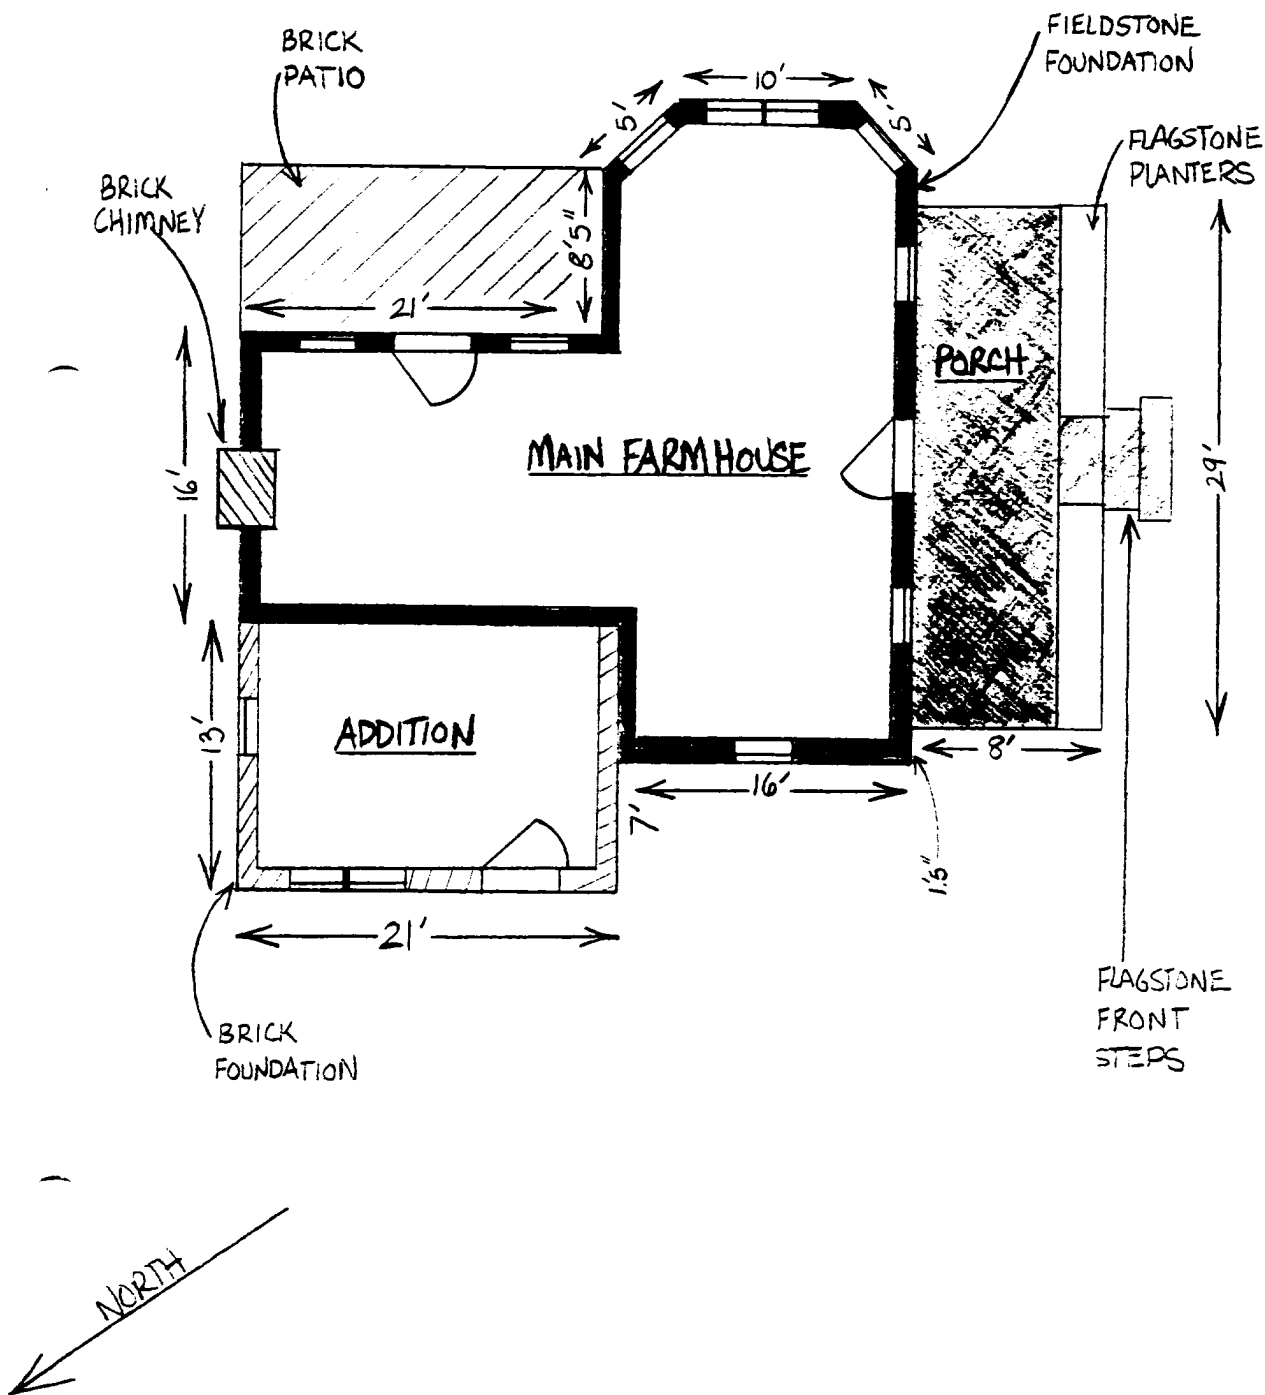 BRICK
PATIO
10'
5'
5'
FIELDSTONE
FOUNDATION
FLAGSTONE
PLANTERS
BRICK
CHIMNEY
8'5"
21'
PORCH
MAIN FARMHOUSE
16'
29'
ADDITION
13'
8'
16'
7'
1'5"
21'
FLAGSTONE
FRONT
STEPS
BRICK
FOUNDATION
NORTH